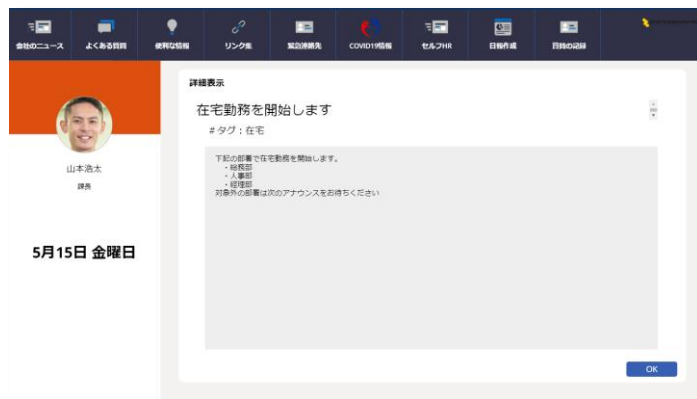 会社のニュース
よくある質問
便利な情報
リンク集
緊急連絡先
COVID19情報
セルフHR
日報作成
詳細表示
在宅勤務を開始します
# タグ：在宅
下記の部署で在宅勤務を開始します。
・総務部
・人事部
・経理部
対象外の部署は次のアナウンスをお待ちください
山本浩太
課長
5月15日 金曜日
OK